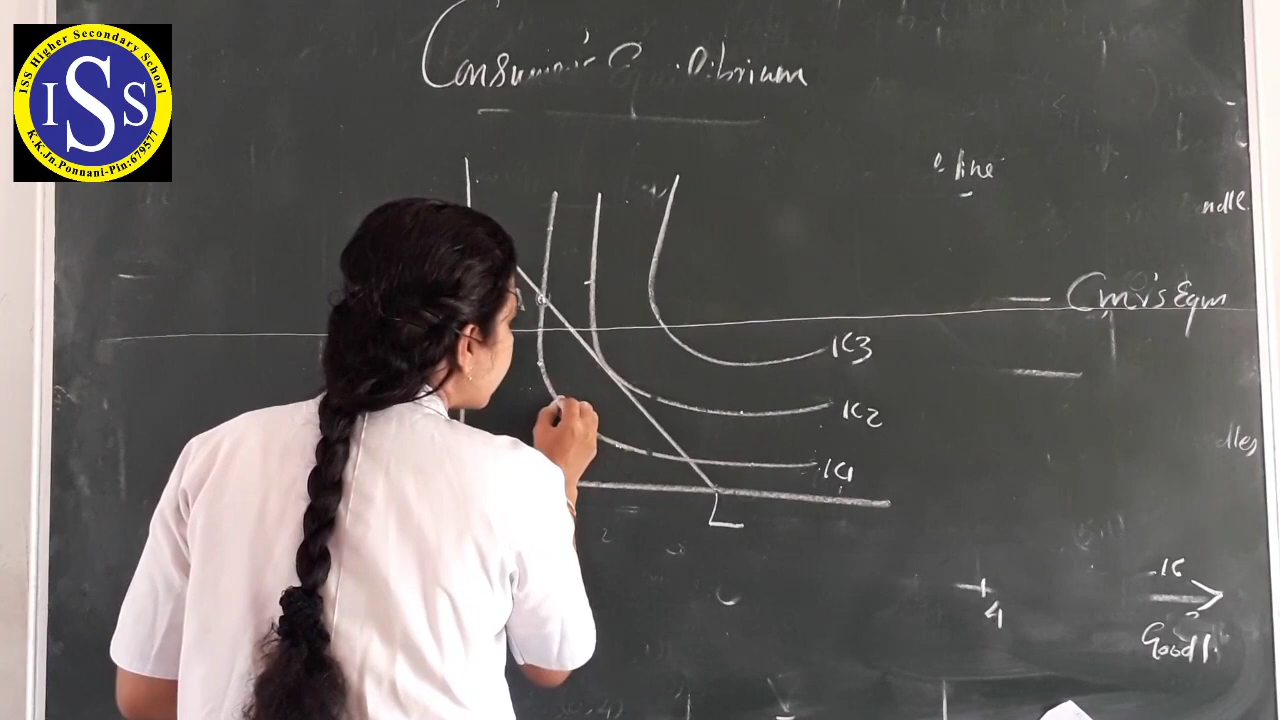 ISS Higher Secondary School
ISS
K.K.Jn.Ponnani-Pin:679577
Consumer's Equilibrium
line
ndle
Cmr's Eqm
IC3
IC2
IC1
L
4
Good 1.